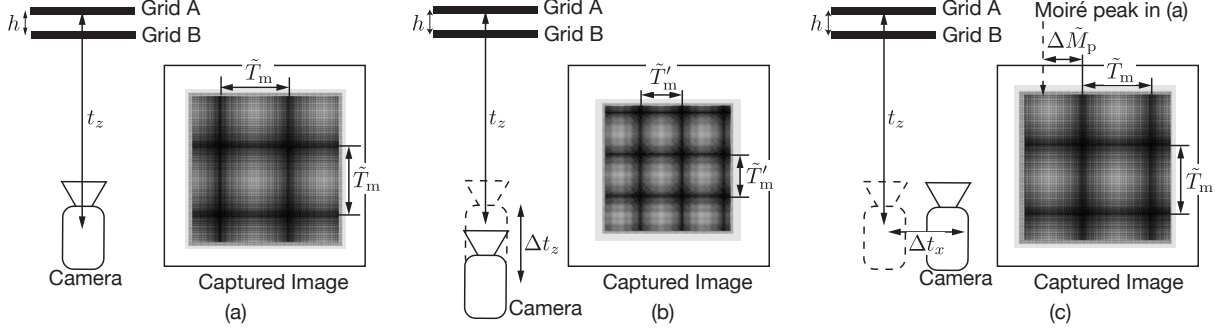 Grid A
h
Grid B
T̃ₘ
t_z
T̃ₘ
Camera
Captured Image
(a)
Grid A
h
Grid B
T̃′ₘ
t_z
T̃′ₘ
Δt_z
Camera
Captured Image
(b)
Grid A
Moiré peak in (a)
h
Grid B
ΔM̃ₚ
T̃ₘ
t_z
T̃ₘ
Δt_x
Camera
Captured Image
(c)